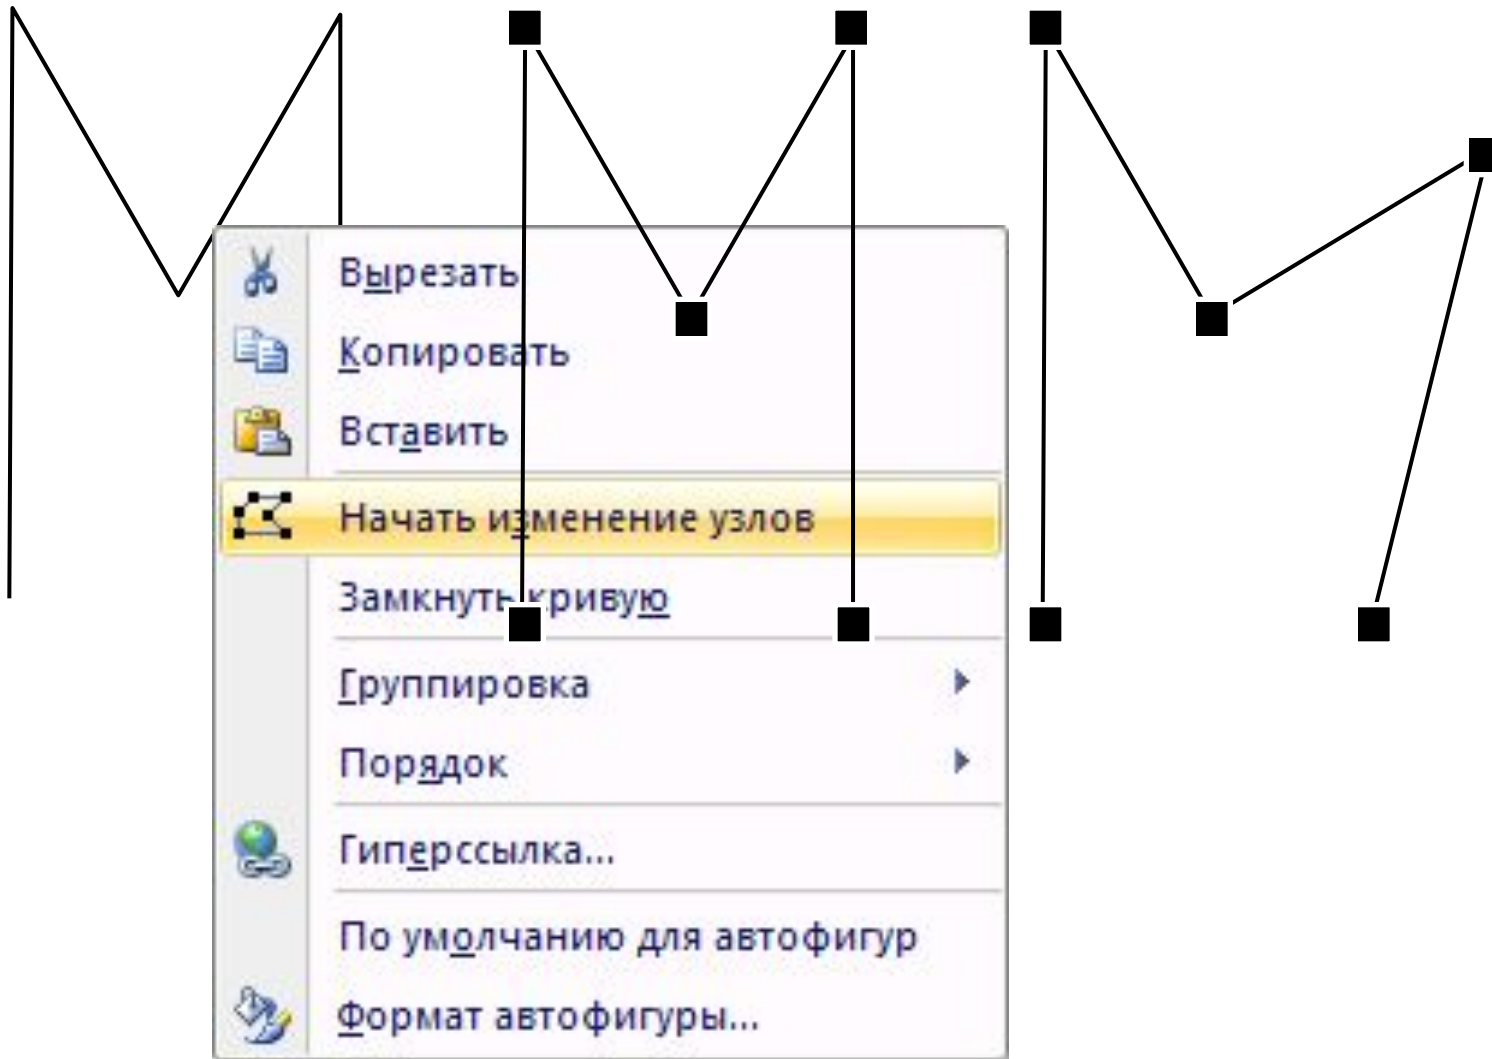 Вырезать
Копировать
Вставить
Начать изменение узлов
Замкнуть кривую
Группировка
Порядок
Гиперссылка...
По умолчанию для автофигур
Формат автофигуры...